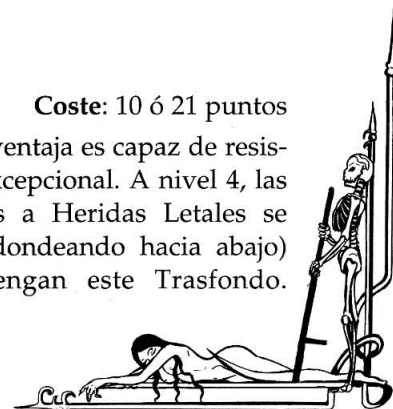 Coste: 10 ó 21 puntos
ventaja es capaz de resis-
xcepcional. A nivel 4, las
s a Heridas Letales se
dondeando hacia abajo)
engan este Trasfondo.